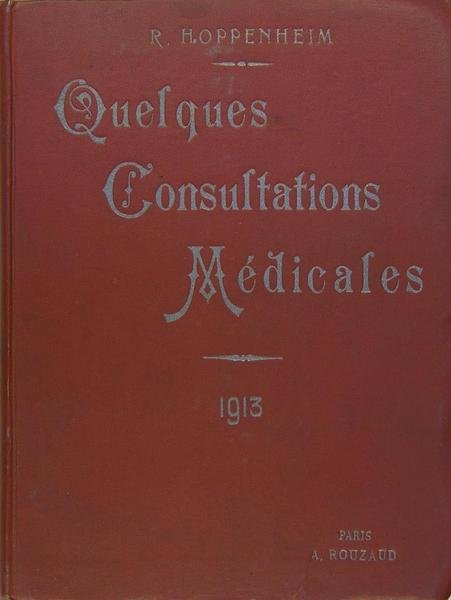 R. H. OPPENHEIM
Quelques
Consultations
Médicales
1913
PARIS
A. ROUZAUD